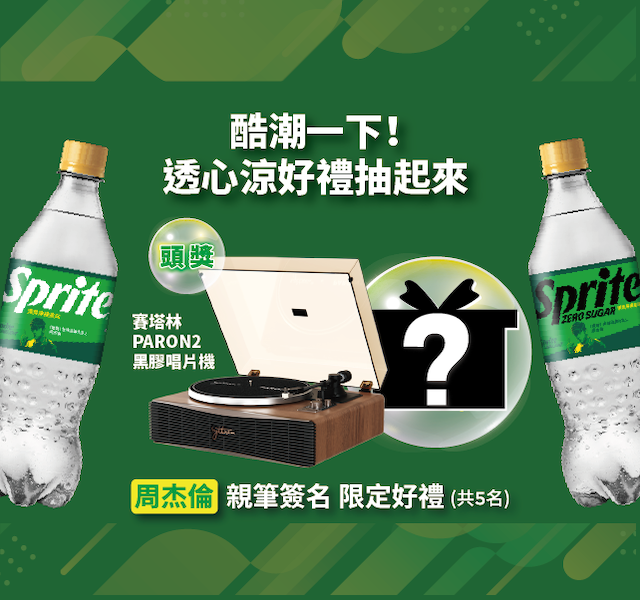 酷潮一下！
透心涼好禮抽起來
頭獎
賽塔林
PARON2
黑膠唱片機
?
Sprite
Sprite
ZERO SUGAR
周杰倫 親筆簽名 限定好禮 (共5名)